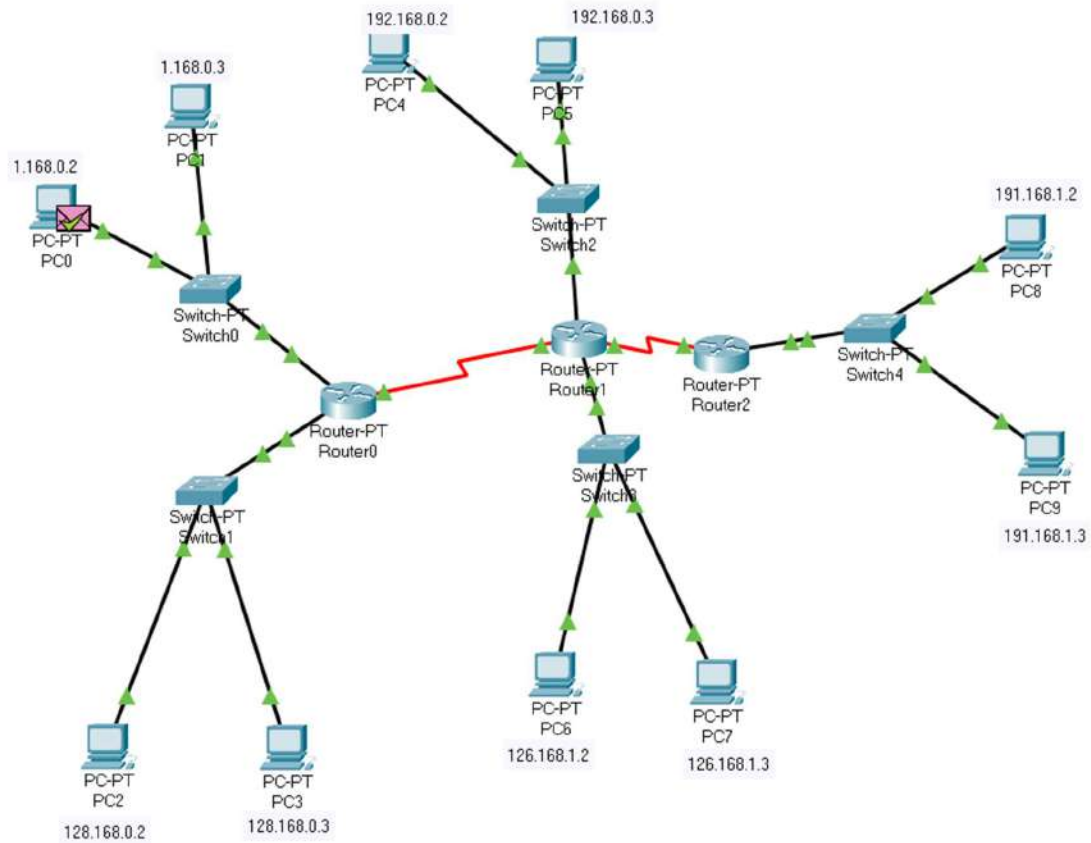 192.168.0.2
192.168.0.3
PC-PT
PC4
PC-PT
PC5
1.168.0.3
PC-PT
PC1
1.168.0.2
PC-PT
PC0
191.168.1.2
PC-PT
PC8
Switch-PT
Switch2
Switch-PT
Switch0
Router-PT
Router1
Router-PT
Router2
Switch-PT
Switch4
Router-PT
Router0
Switch-PT
Switch3
Switch-PT
Switch1
PC-PT
PC9
191.168.1.3
PC-PT
PC6
126.168.1.2
PC-PT
PC7
126.168.1.3
PC-PT
PC2
128.168.0.2
PC-PT
PC3
128.168.0.3